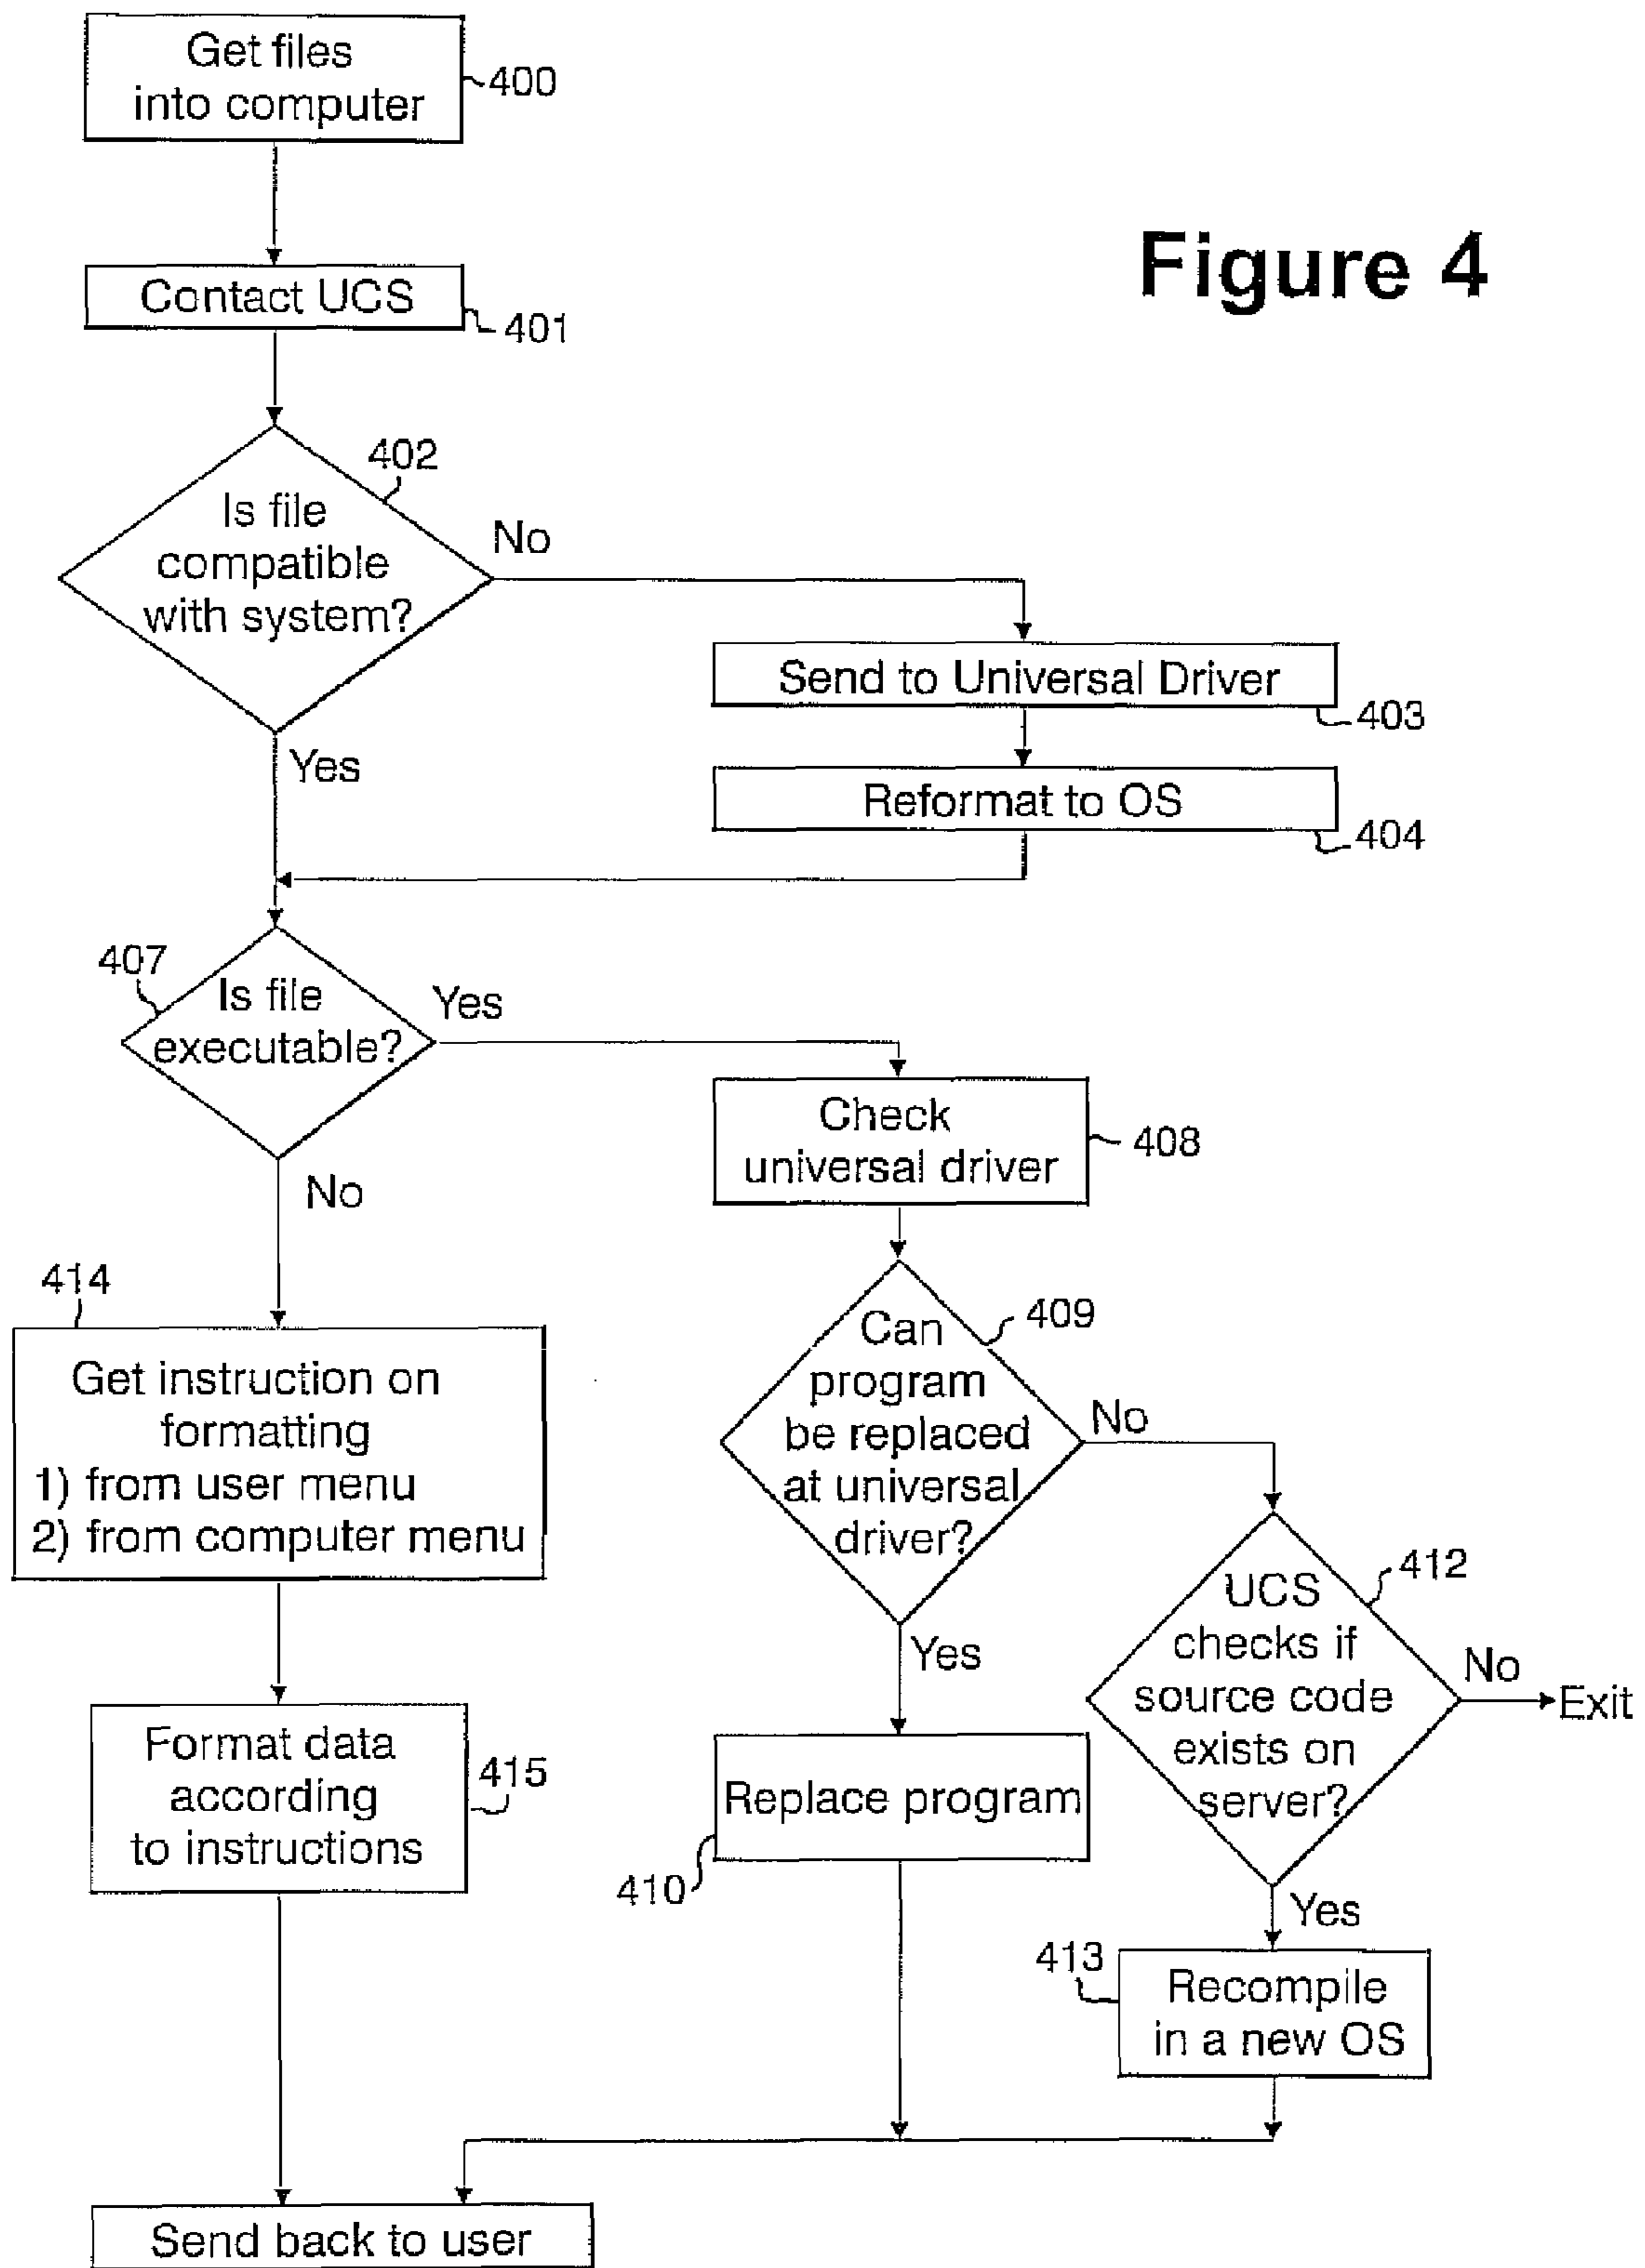 Get files
into computer
400
Figure 4
Contact UCS
401
402
Is file
compatible
with system?
No
Yes
Send to Universal Driver
403
Reformat to OS
404
407
Is file
executable?
Yes
No
Check
universal driver
408
409
Can
program
be replaced
at universal
driver?
No
Yes
414
Get instruction on
formatting
1) from user menu
2) from computer menu
412
UCS
checks if
source code
exists on
server?
No
Exit
Yes
Format data
according
to instructions
415
Replace program
410
413
Recompile
in a new OS
Send back to user